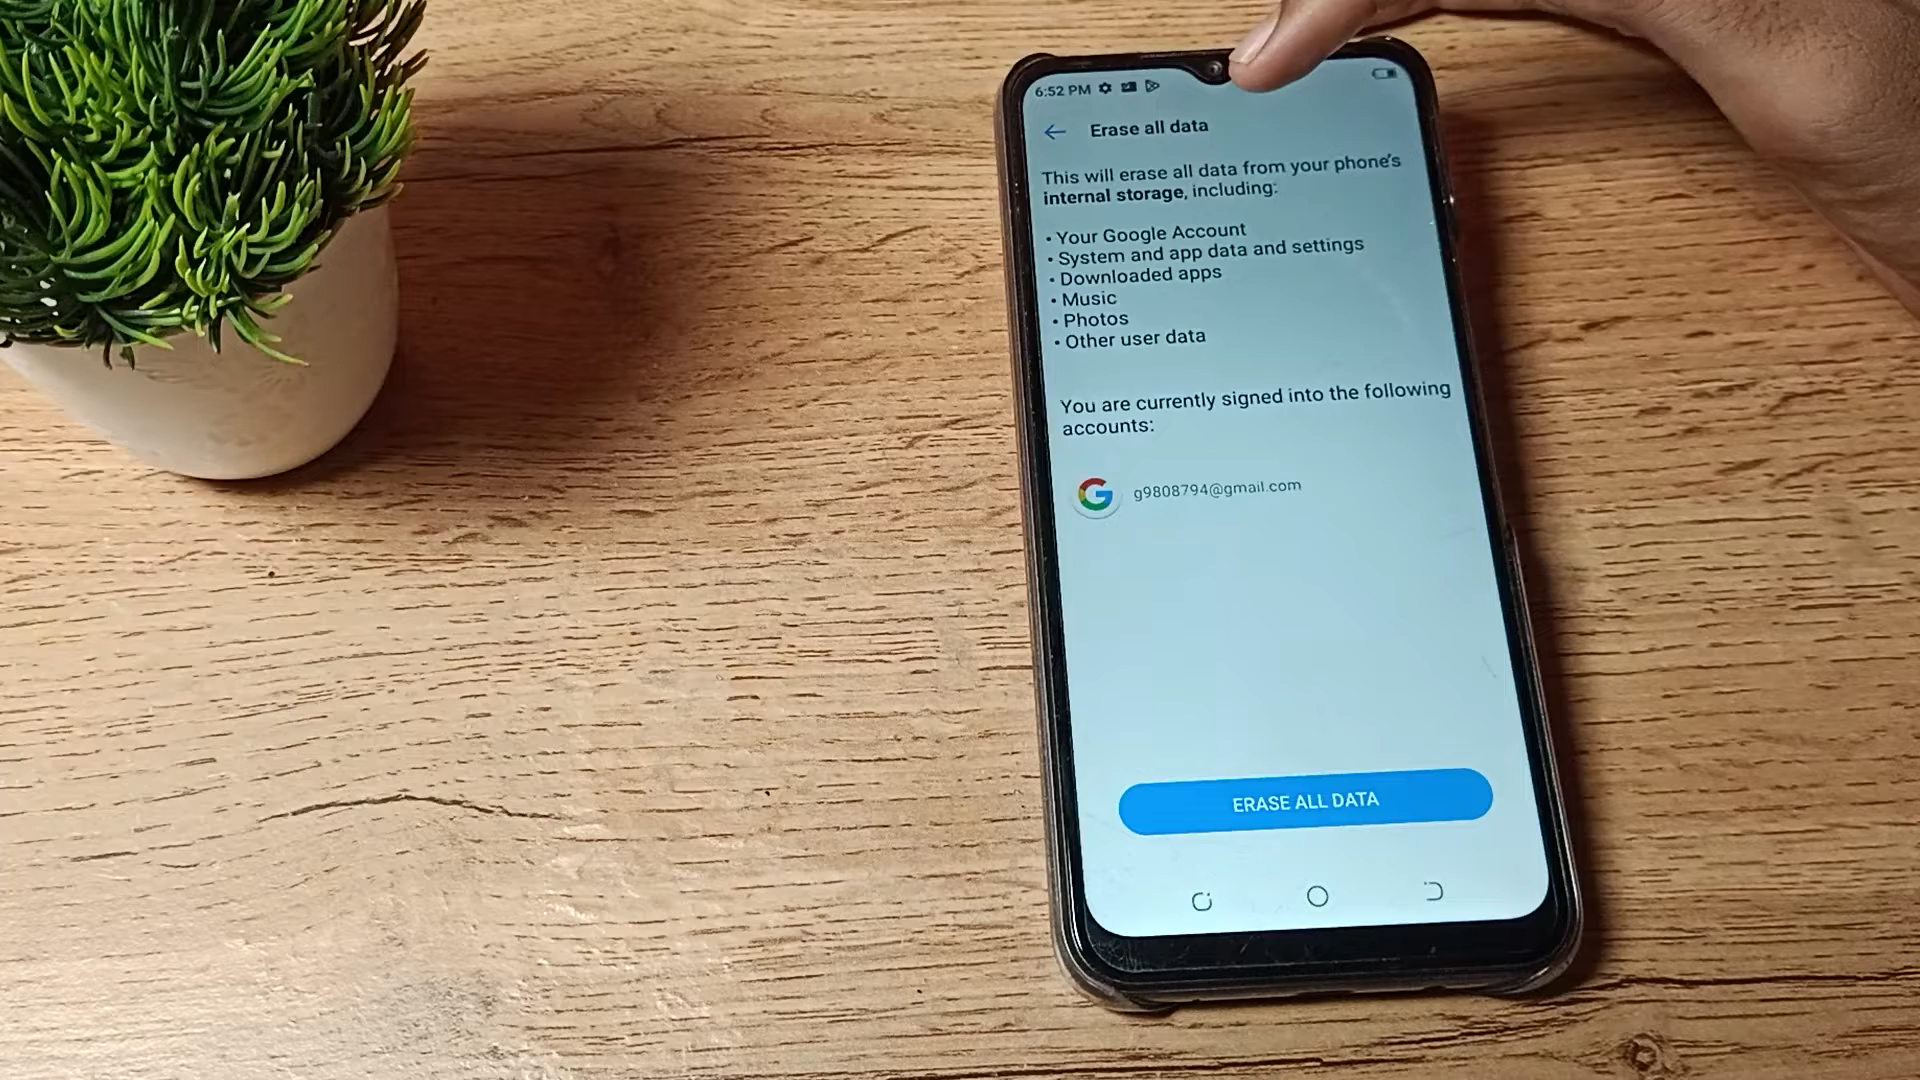 6:52 PM
Erase all data
This will erase all data from your phone's
internal storage, including:
• Your Google Account
• System and app data and settings
• Downloaded apps
• Music
• Photos
• Other user data
You are currently signed into the following
accounts:
g9808794@gmail.com
ERASE ALL DATA